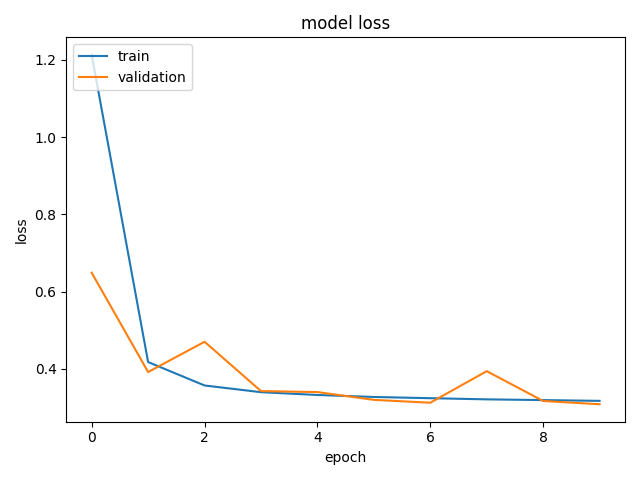 model loss
train
validation
1.2
1.0
0.8
0.6
0.4
loss
0 2 4 6 8
epoch